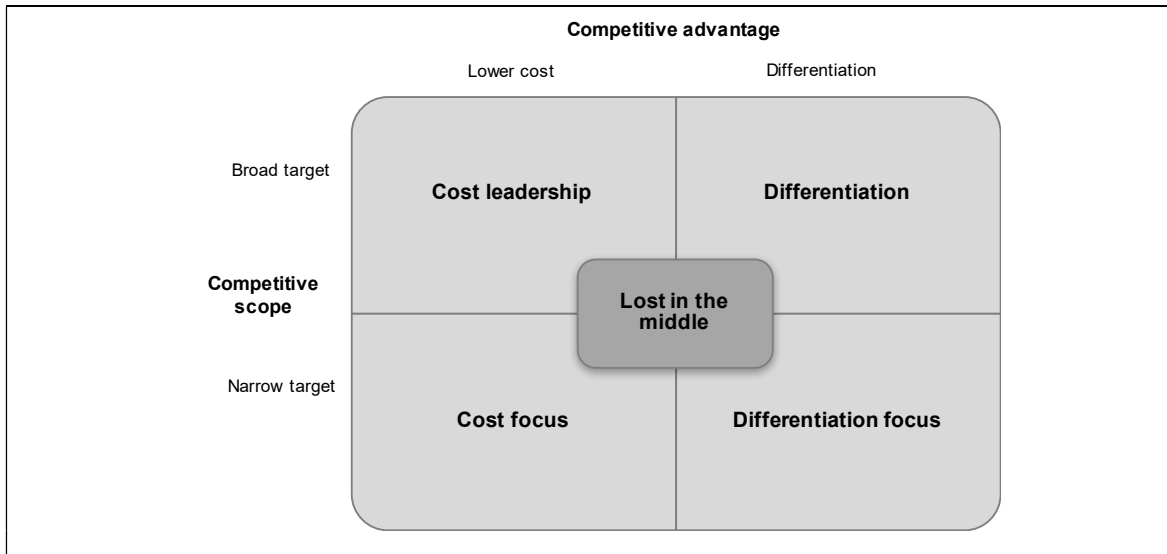 Competitive advantage
Lower cost
Differentiation
Broad target
Cost leadership
Differentiation
Competitive
scope
Lost in the
middle
Narrow target
Cost focus
Differentiation focus